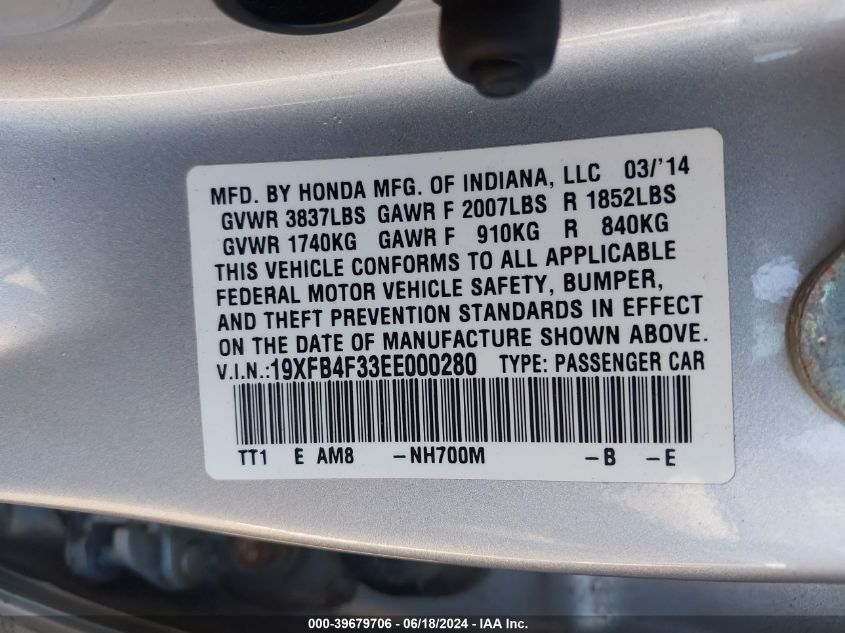 MFD. BY HONDA MFG. OF INDIANA, LLC 03/'14
GVWR 3837LBS GAWR F 2007LBS R 1852LBS
GVWR 1740KG GAWR F 910KG R 840KG
THIS VEHICLE CONFORMS TO ALL APPLICABLE
FEDERAL MOTOR VEHICLE SAFETY, BUMPER,
AND THEFT PREVENTION STANDARDS IN EFFECT
ON THE DATE OF MANUFACTURE SHOWN ABOVE.
V.I.N.:19XFB4F33EE000280 TYPE: PASSENGER CAR
TT1 E AM8 -NH700M -B -E
000-39679706 - 06/18/2024 - IAA Inc.